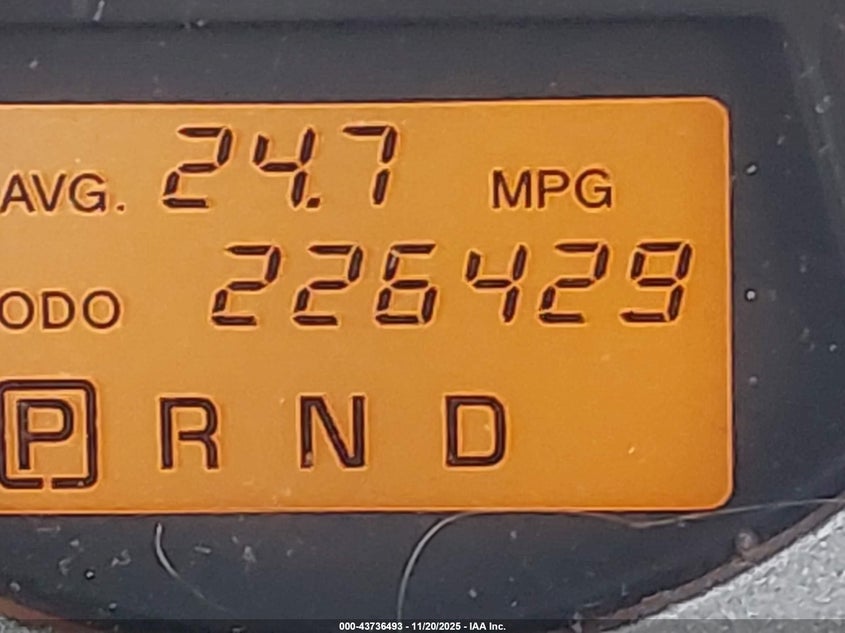 AVG. 24.7 MPG
ODO 226429
P R N D
000-43736493 - 11/20/2025 - IAA Inc.